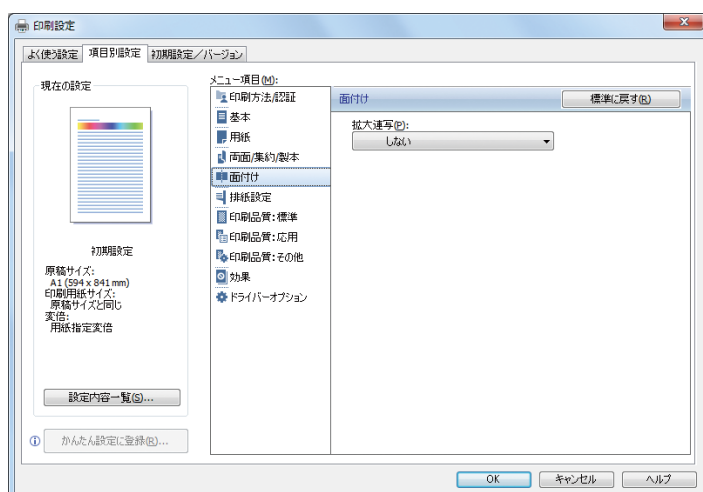 印刷設定
よく使う設定 項目別設定 初期設定／バージョン
現在の設定
初期設定
原稿サイズ:
A1 (594 x 841 mm)
印刷用紙サイズ:
原稿サイズと同じ
変倍:
用紙指定変倍
設定内容一覧(S)...
かんたん設定に登録(R)...
メニュー項目(M):
印刷方法/認証
基本
用紙
両面/集約/製本
面付け
排紙設定
印刷品質:標準
印刷品質:応用
印刷品質:その他
効果
ドライバーオプション
面付け 標準に戻す(R)
拡大連写(P):
しない
OK キャンセル ヘルプ